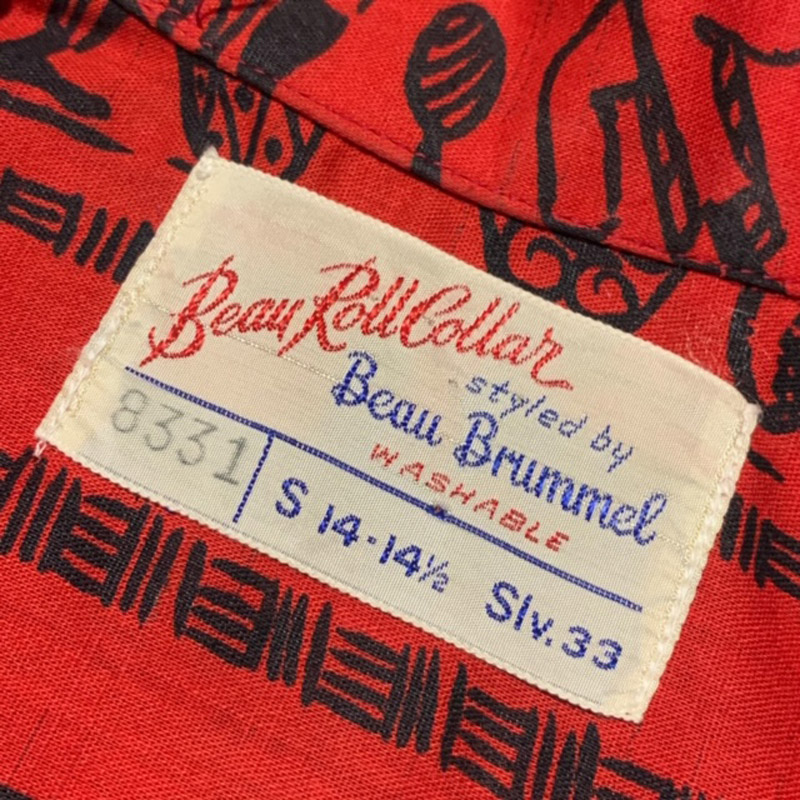 Beau Roll Collar
styled by
Beau Brummel
WASHABLE
8331
S 14-14½ Slv. 33